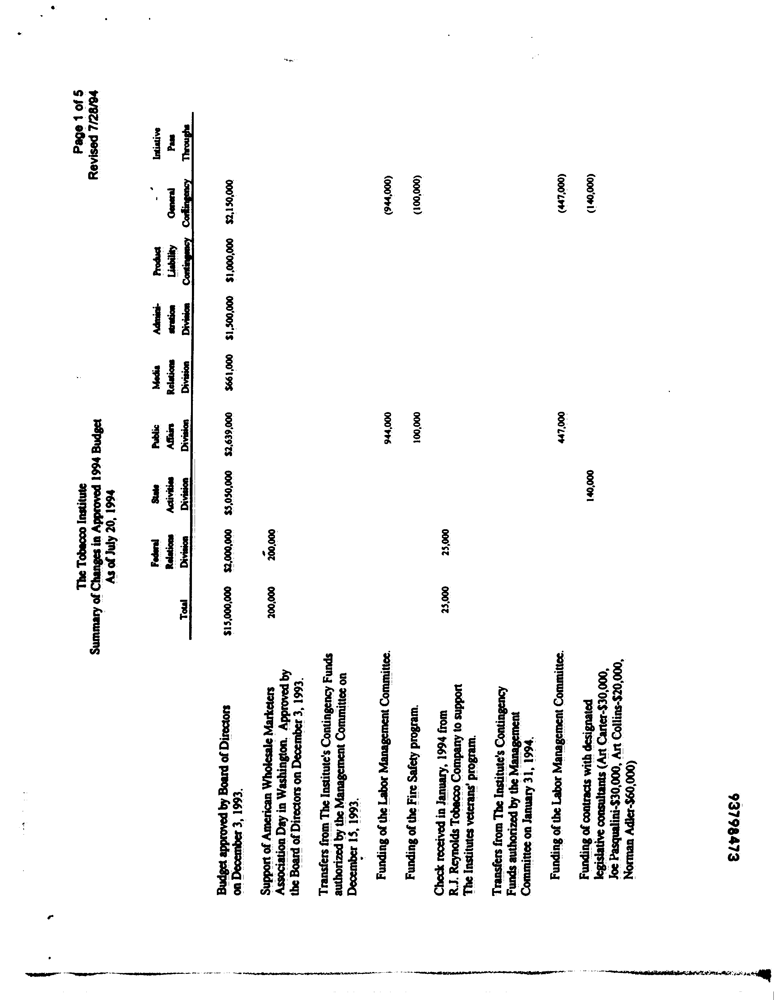 Page 1 of 5
Revised 7/28/94
The Tobacco Institute
Summary of Changes in Approved 1994 Budget
As of July 20, 1994
Federal State Public Media Admini- Product General Initiative
Relations Activities Affairs Relations stration Liability Pass
Total Division Division Division Division Division Contingency Contingency Throughs
Budget approved by Board of Directors
on December 3, 1993. $15,000,000 $2,000,000 $5,050,000 $2,639,000 $661,000 $1,500,000 $1,000,000 $2,150,000
Support of American Wholesale Marketers
Association Day in Washington. Approved by 200,000 200,000
the Board of Directors on December 3, 1993.
Transfers from The Institute's Contingency Funds
authorized by the Management Committee on
December 15, 1993.
Funding of the Labor Management Committee. 944,000 (944,000)
Funding of the Fire Safety program. 100,000 (100,000)
Check received in January, 1994 from
R.J. Reynolds Tobacco Company to support 25,000 25,000
The Institutes veterans' program.
Transfers from The Institute's Contingency
Funds authorized by the Management
Committee on January 31, 1994.
Funding of the Labor Management Committee. 447,000 (447,000)
Funding of contracts with designated 140,000 (140,000)
legislative consultants (Art Carter-$30,000,
Joe Pasqualini-$30,000, Art Collins-$20,000,
Norman Adler-$60,000)
93798473